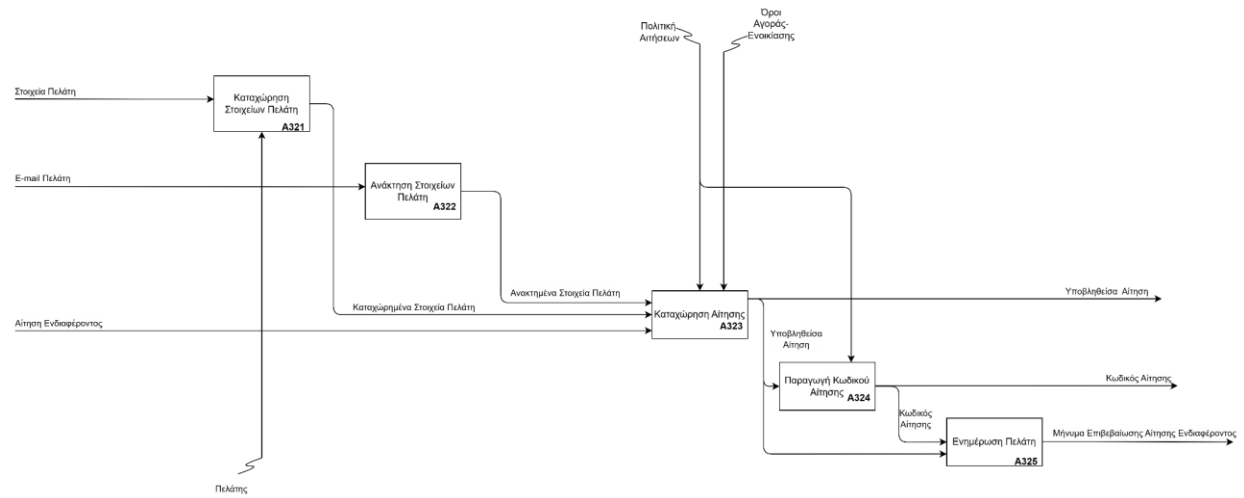 Όροι
Αγοράς-
Ενοικίασης
Πολιτική
Αιτήσεων
Στοιχεία Πελάτη
Καταχώρηση
Στοιχείων Πελάτη
A321
E-mail Πελάτη
Ανάκτηση Στοιχείων
Πελάτη
A322
Ανακτημένα Στοιχεία Πελάτη
Καταχώρημένα Στοιχεία Πελάτη
Αίτηση Ενδιαφέροντος
Καταχώρηση Αίτησης
A323
Υποβληθείσα Αίτηση
Υποβληθείσα
Αίτηση
Παραγωγή Κωδικού
Αίτησης
A324
Κωδικός Αίτησης
Κωδικός
Αίτησης
Ενημέρωση Πελάτη
A325
Μήνυμα Επιβεβαίωσης Αίτησης Ενδιαφέροντος
Πελάτης